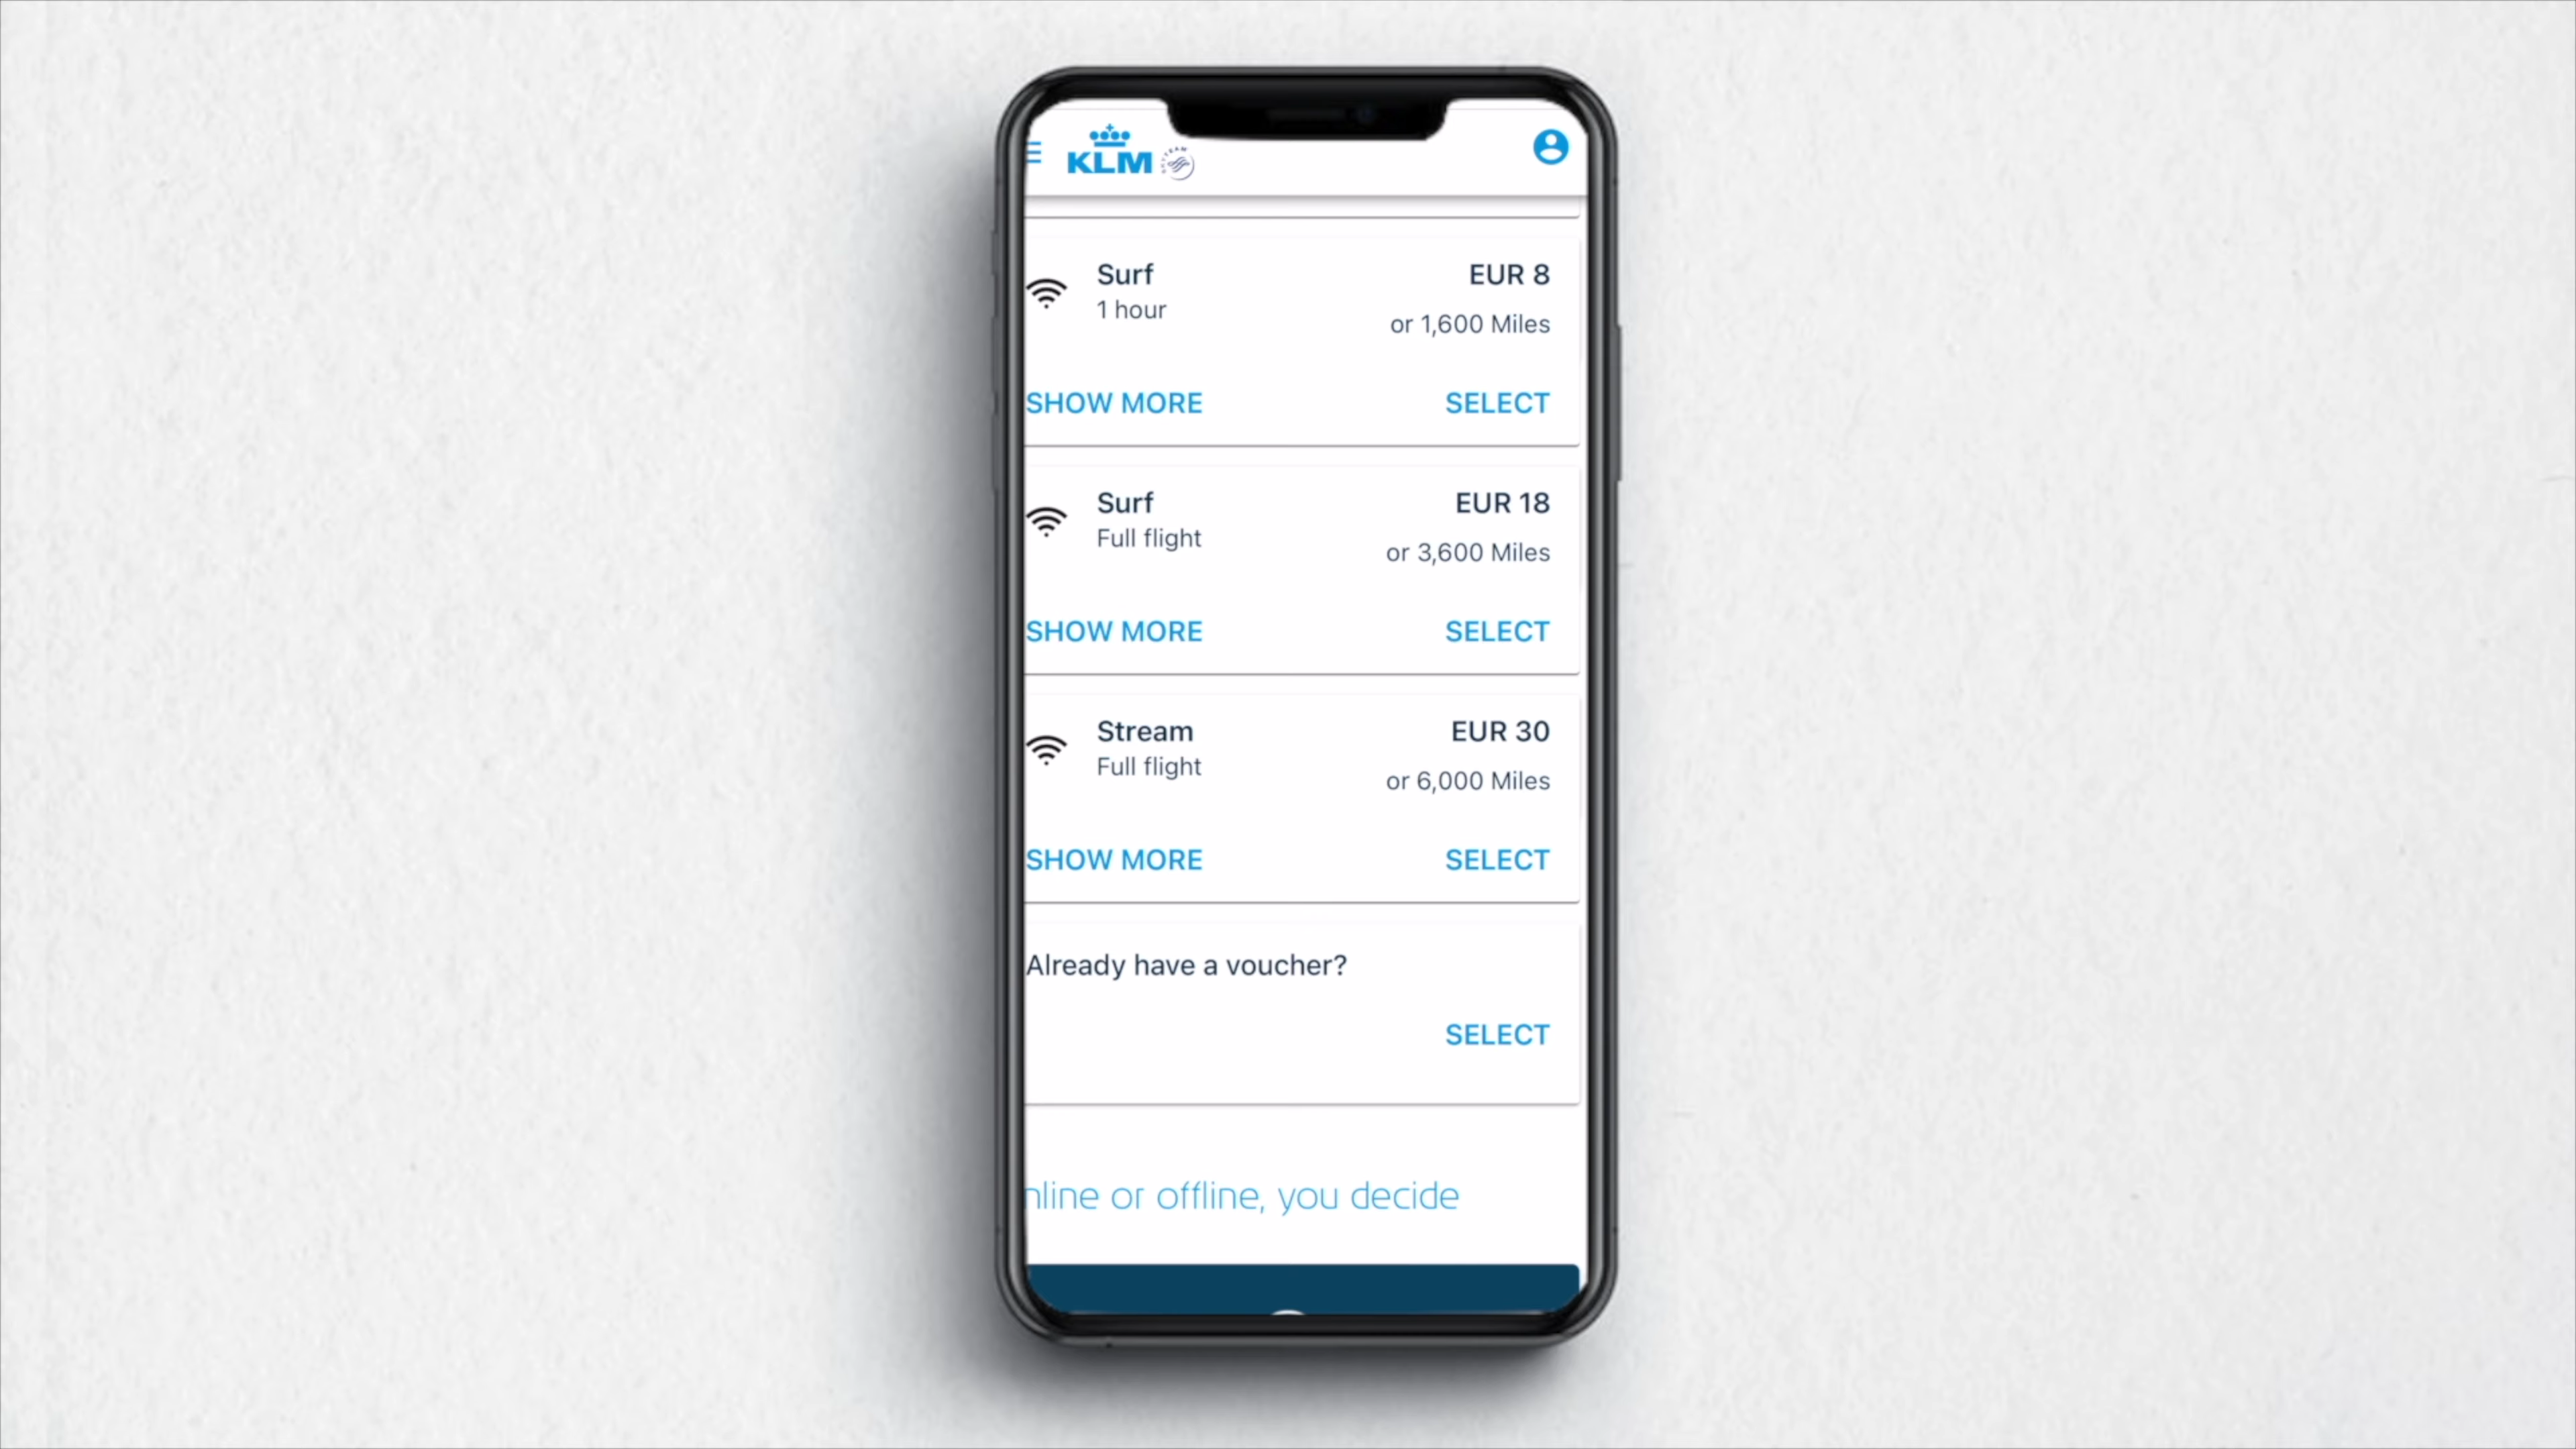 KLM
Surf
EUR 8
1 hour
or 1,600 Miles
SHOW MORE
SELECT
Surf
EUR 18
Full flight
or 3,600 Miles
SHOW MORE
SELECT
Stream
EUR 30
Full flight
or 6,000 Miles
SHOW MORE
SELECT
Already have a voucher?
SELECT
nline or offline, you decide